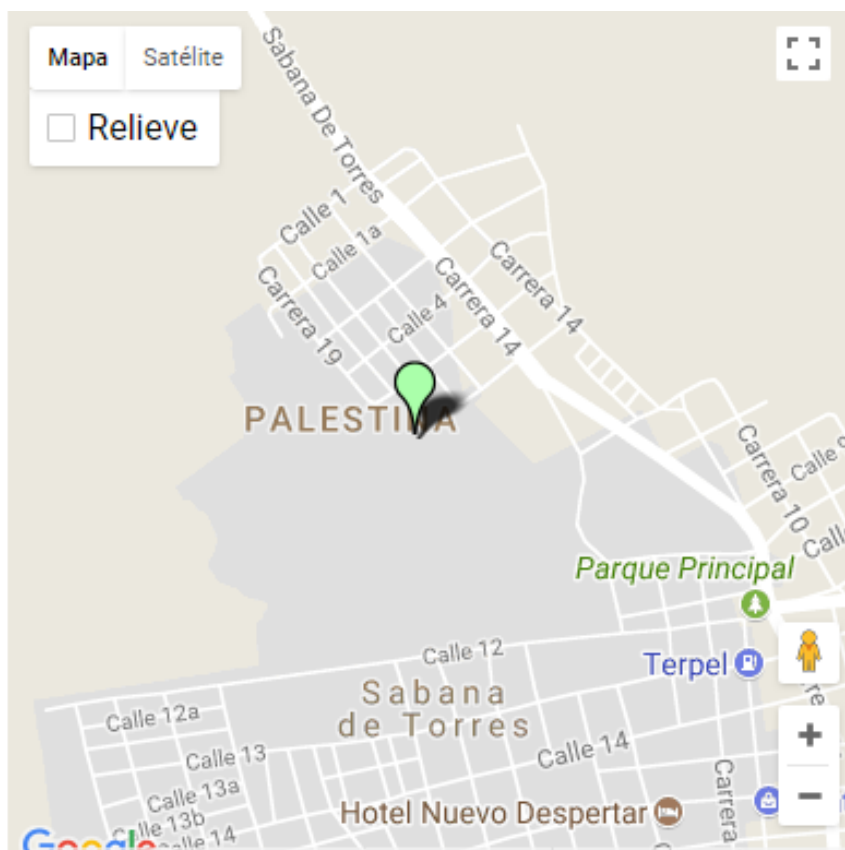 Mapa
Satélite
Relieve
Sabana De Torres
Calle 1
Calle 1a
Carrera 19
Calle 4
Carrera 14
Carrera 14
PALESTINA
Carrera 10
Parque Principal
Calle 12
Terpel
Sabana
de Torres
Calle 12a
Calle 13
Calle 14
Calle 13a
Carrera
Calle 13b
Hotel Nuevo Despertar
Calle 14
Google